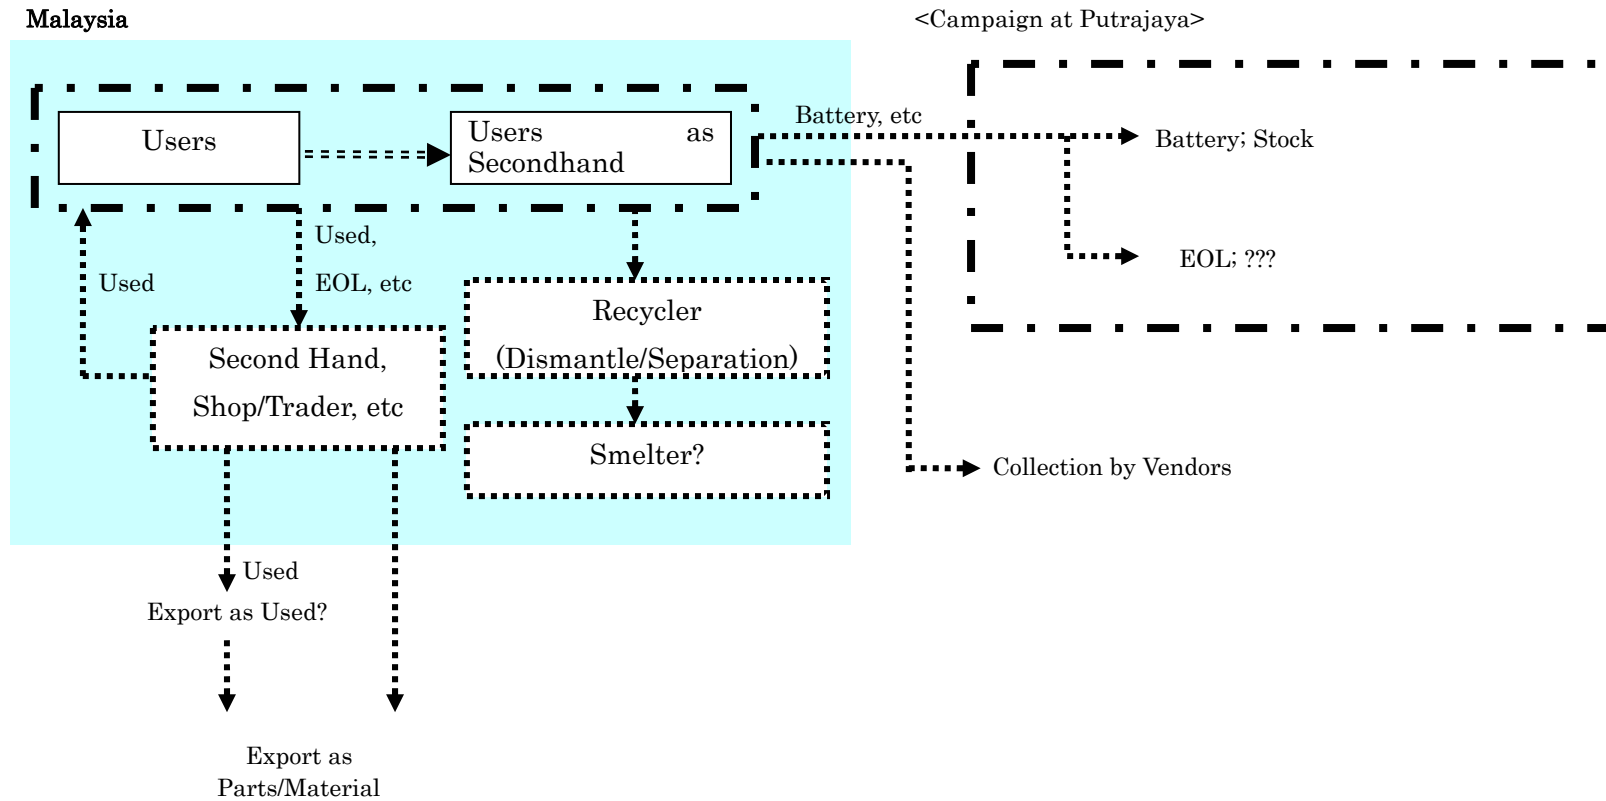 Malaysia
<Campaign at Putrajaya>
Users
Users as
Secondhand
Battery, etc
Battery; Stock
Used,
EOL, etc
Used
EOL; ???
Recycler
(Dismantle/Separation)
Second Hand,
Shop/Trader, etc
Smelter?
Collection by Vendors
Used
Export as Used?
Export as
Parts/Material